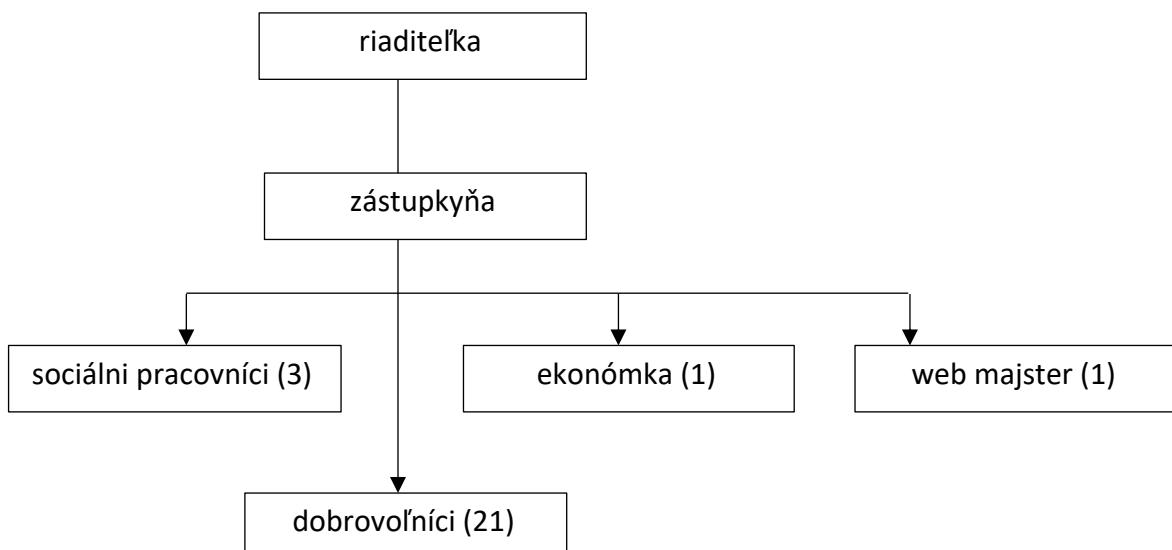 riaditeľka
zástupkyňa
sociálni pracovníci (3)
ekonómka (1)
web majster (1)
dobrovoľníci (21)